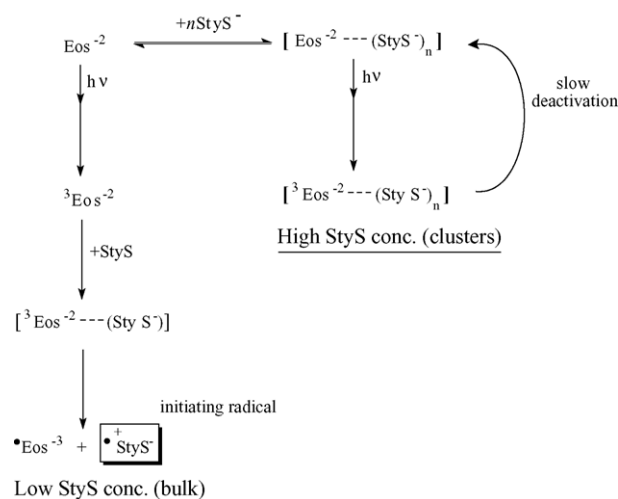 +nStyS⁻
Eos⁻² [ Eos⁻² --- (StyS⁻)ₙ ]
hν hν
slow
deactivation
³Eos⁻² [ ³Eos⁻² --- (Sty S⁻)ₙ ]
+StyS
High StyS conc. (clusters)
[ ³Eos⁻² --- (Sty S⁻)]
initiating radical
•Eos⁻³ + •⁺StyS⁻
Low StyS conc. (bulk)